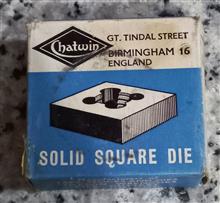 Chatwin
GT. TINDAL STREET
BIRMINGHAM 16
ENGLAND
SOLID SQUARE DIE